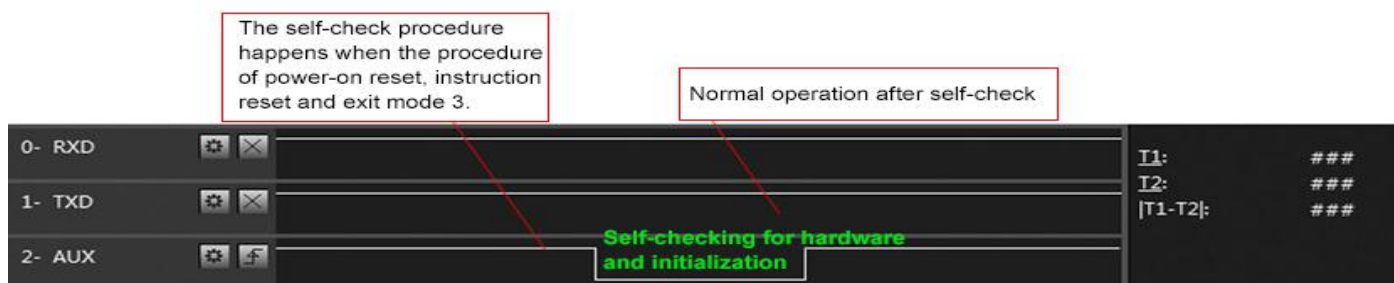 The self-check procedure
happens when the procedure
of power-on reset, instruction
reset and exit mode 3.
Normal operation after self-check
0- RXD
1- TXD
2- AUX
Self-checking for hardware
and initialization
T1: ###
T2: ###
|T1-T2|: ###